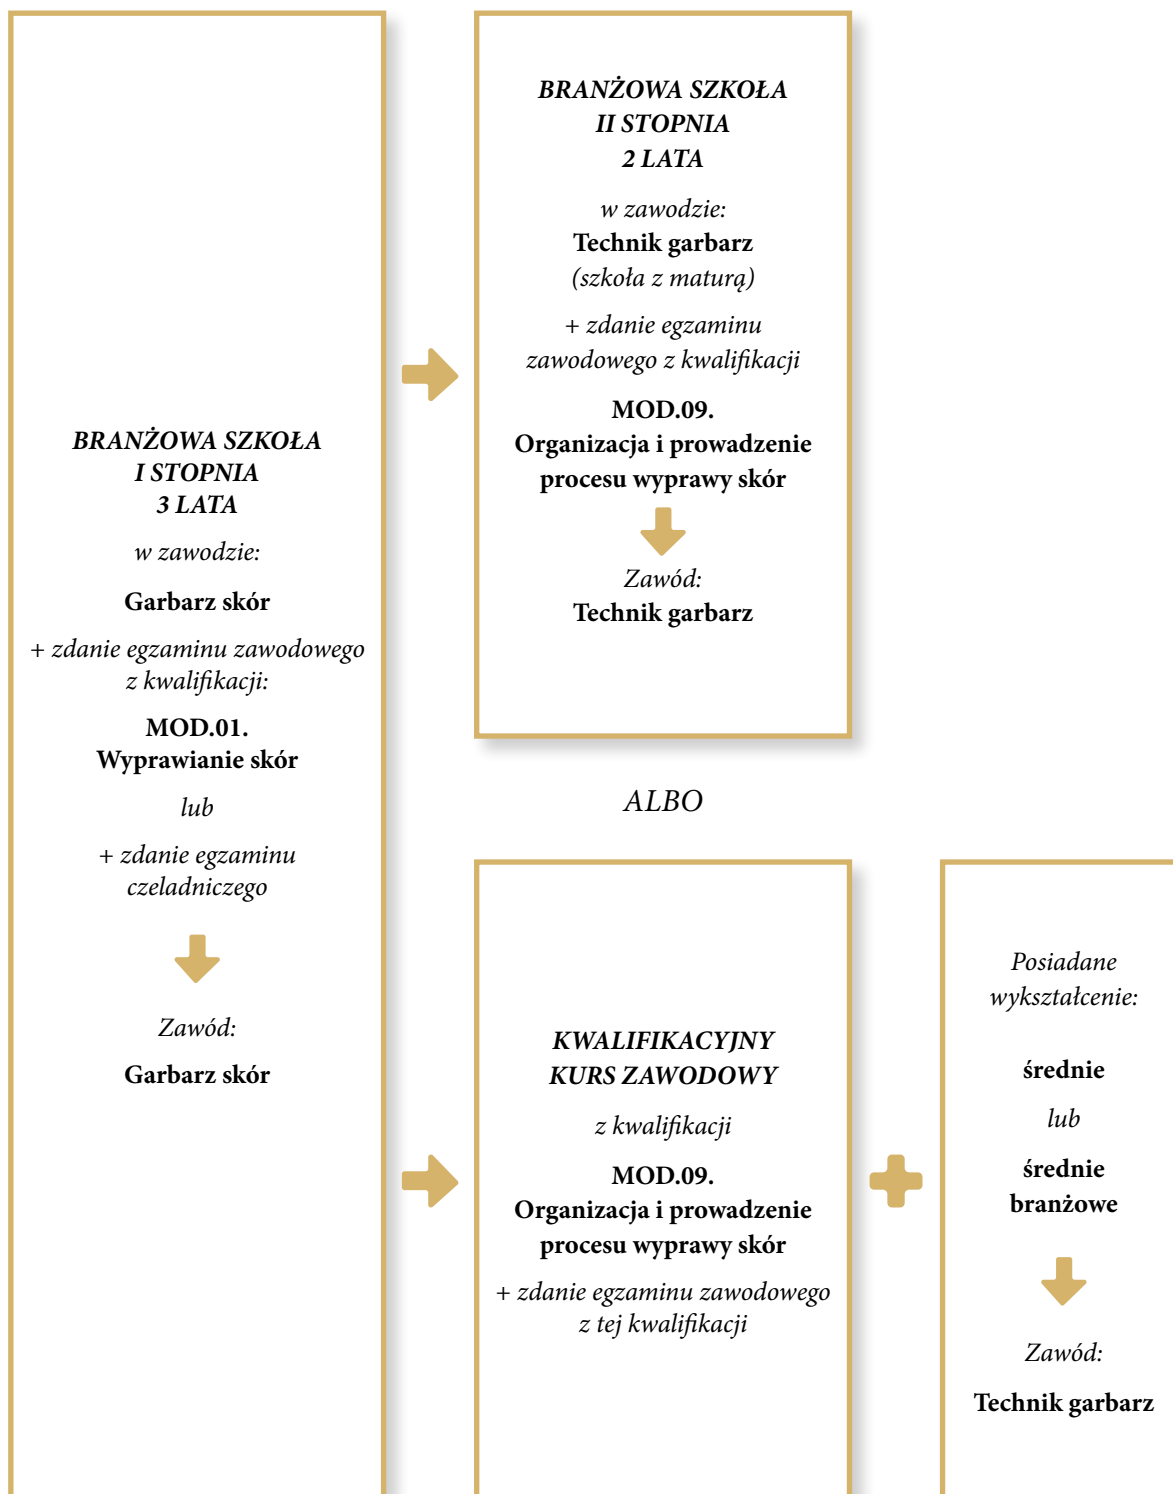 BRANŻOWA SZKOŁA
I STOPNIA
3 LATA
w zawodzie:
Garbarz skór
+ zdanie egzaminu zawodowego
z kwalifikacji:
MOD.01.
Wyprawianie skór
lub
+ zdanie egzaminu
czeladniczego
Zawód:
Garbarz skór
BRANŻOWA SZKOŁA
II STOPNIA
2 LATA
w zawodzie:
Technik garbarz
(szkoła z maturą)
+ zdanie egzaminu
zawodowego z kwalifikacji
MOD.09.
Organizacja i prowadzenie
procesu wyprawy skór
Zawód:
Technik garbarz
ALBO
KWALIFIKACYJNY
KURS ZAWODOWY
z kwalifikacji
MOD.09.
Organizacja i prowadzenie
procesu wyprawy skór
+ zdanie egzaminu zawodowego
z tej kwalifikacji
Posiadane
wykształcenie:
średnie
lub
średnie
branżowe
Zawód:
Technik garbarz